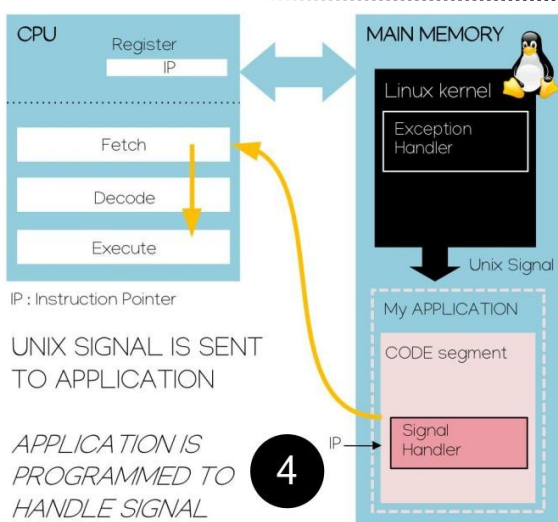 CPU
Register
IP
Fetch
Decode
Execute
IP : Instruction Pointer
UNIX SIGNAL IS SENT
TO APPLICATION
APPLICATION IS
PROGRAMMED TO
HANDLE SIGNAL
4
MAIN MEMORY
Linux kernel
Exception
Handler
Unix Signal
My APPLICATION
CODE segment
IP
Signal
Handler